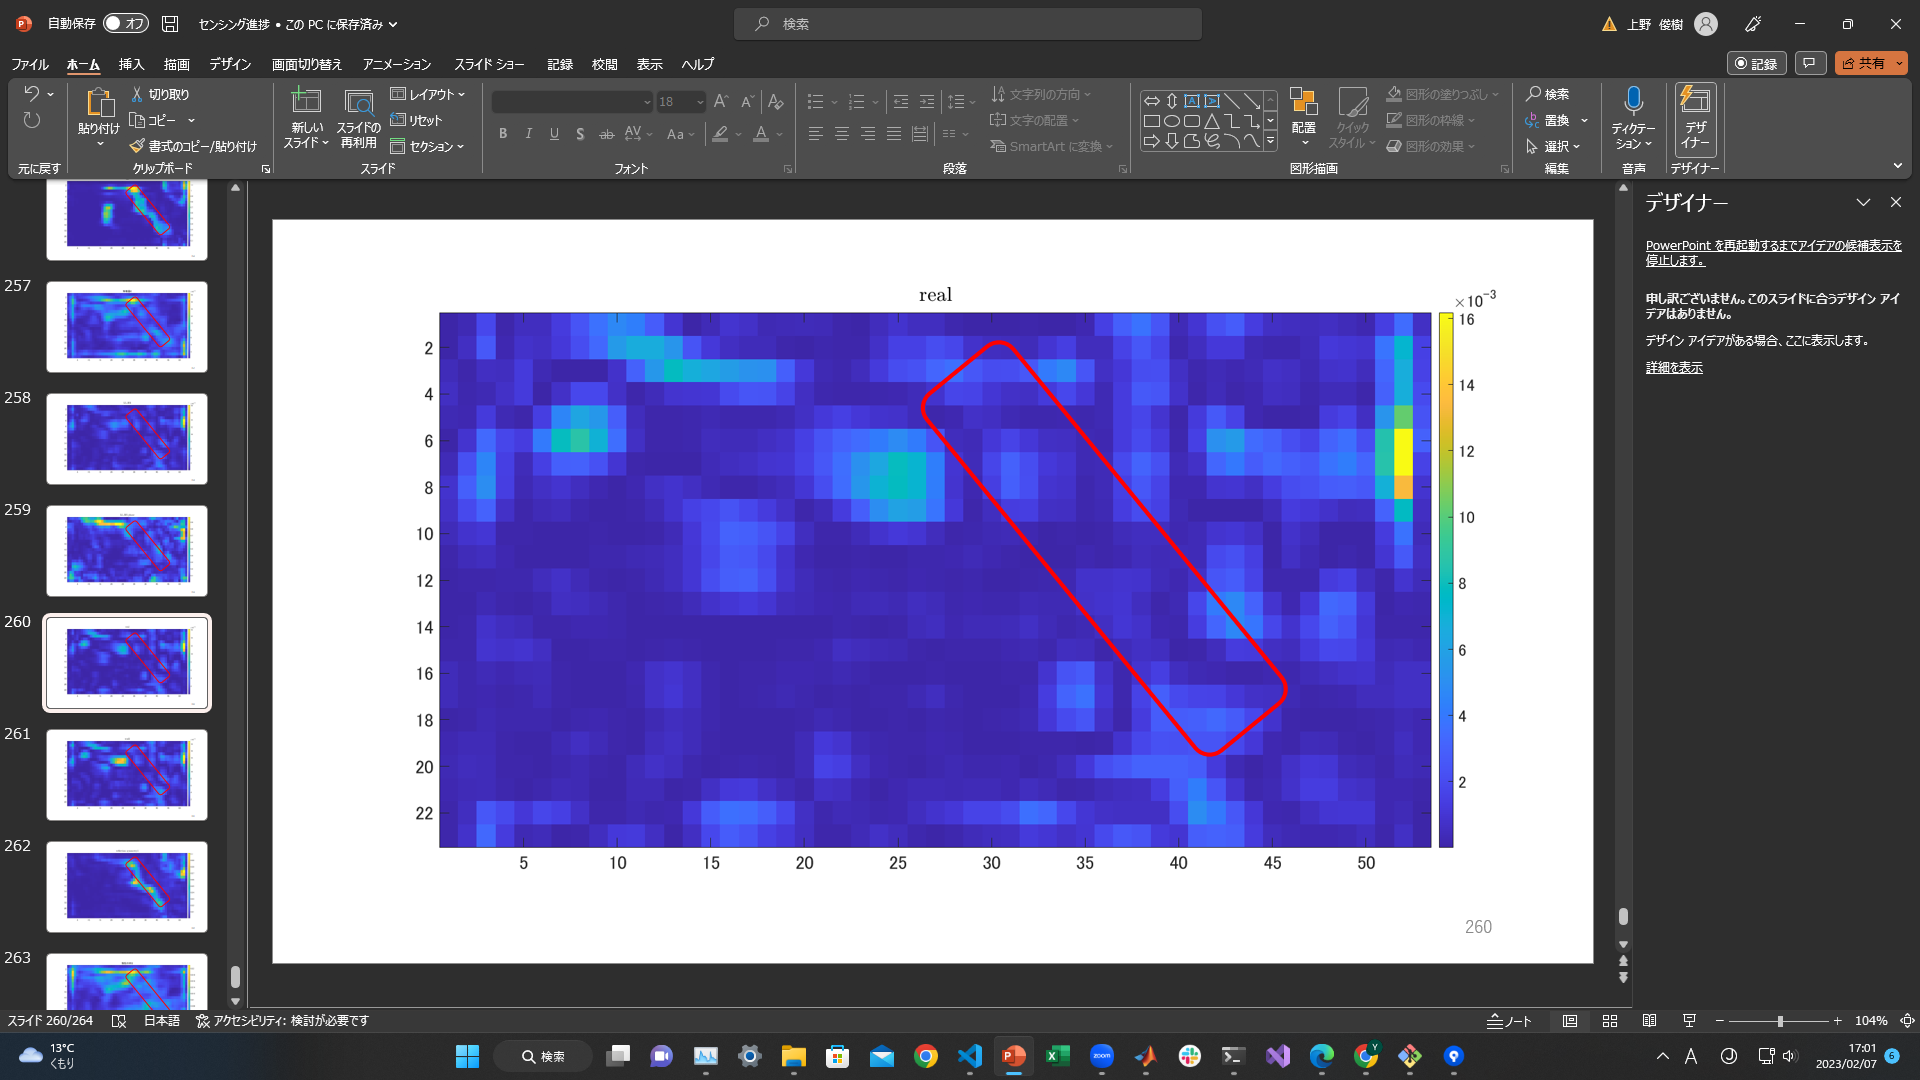 自動保存 オフ センシング進捗 • この PC に保存済み 検索 上野 俊樹
ファイル ホーム 挿入 描画 デザイン 画面切り替え アニメーション スライド ショー 記録 校閲 表示 ヘルプ 記録 共有
元に戻す
貼り付け
切り取り
コピー
書式のコピー/貼り付け
クリップボード
新しい
スライド
スライドの
再利用
レイアウト
リセット
セクション
スライド
18
B I U S ab AV Aa A
フォント
文字列の方向
文字の配置
SmartArt に変換
段落
配置
クイック
スタイル
図形の塗りつぶし
図形の枠線
図形の効果
図形描画
検索
置換
選択
編集
ディクテー
ション
音声
デザ
イナー
デザイナー
257
258
259
260
261
262
263
real
×10-3
16
14
12
10
8
6
4
2
2
4
6
8
10
12
14
16
18
20
22
5 10 15 20 25 30 35 40 45 50
260
デザイナー
PowerPoint を再起動するまでアイデアの候補表示を
停止します。
申し訳ございません。このスライドに合うデザイン アイ
デアはありません。
デザイン アイデアがある場合、ここに表示します。
詳細を表示
スライド 260/264 日本語 アクセシビリティ: 検討が必要です ノート 104%
13°C
くもり
検索
zoom
Y
A
17:01
2023/02/07
6